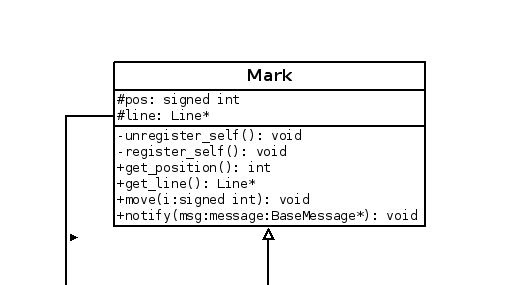 Mark
#pos: signed int
#line: Line*
-unregister_self(): void
-register_self(): void
+get_position(): int
+get_line(): Line*
+move(i:signed int): void
+notify(msg:message:BaseMessage*): void